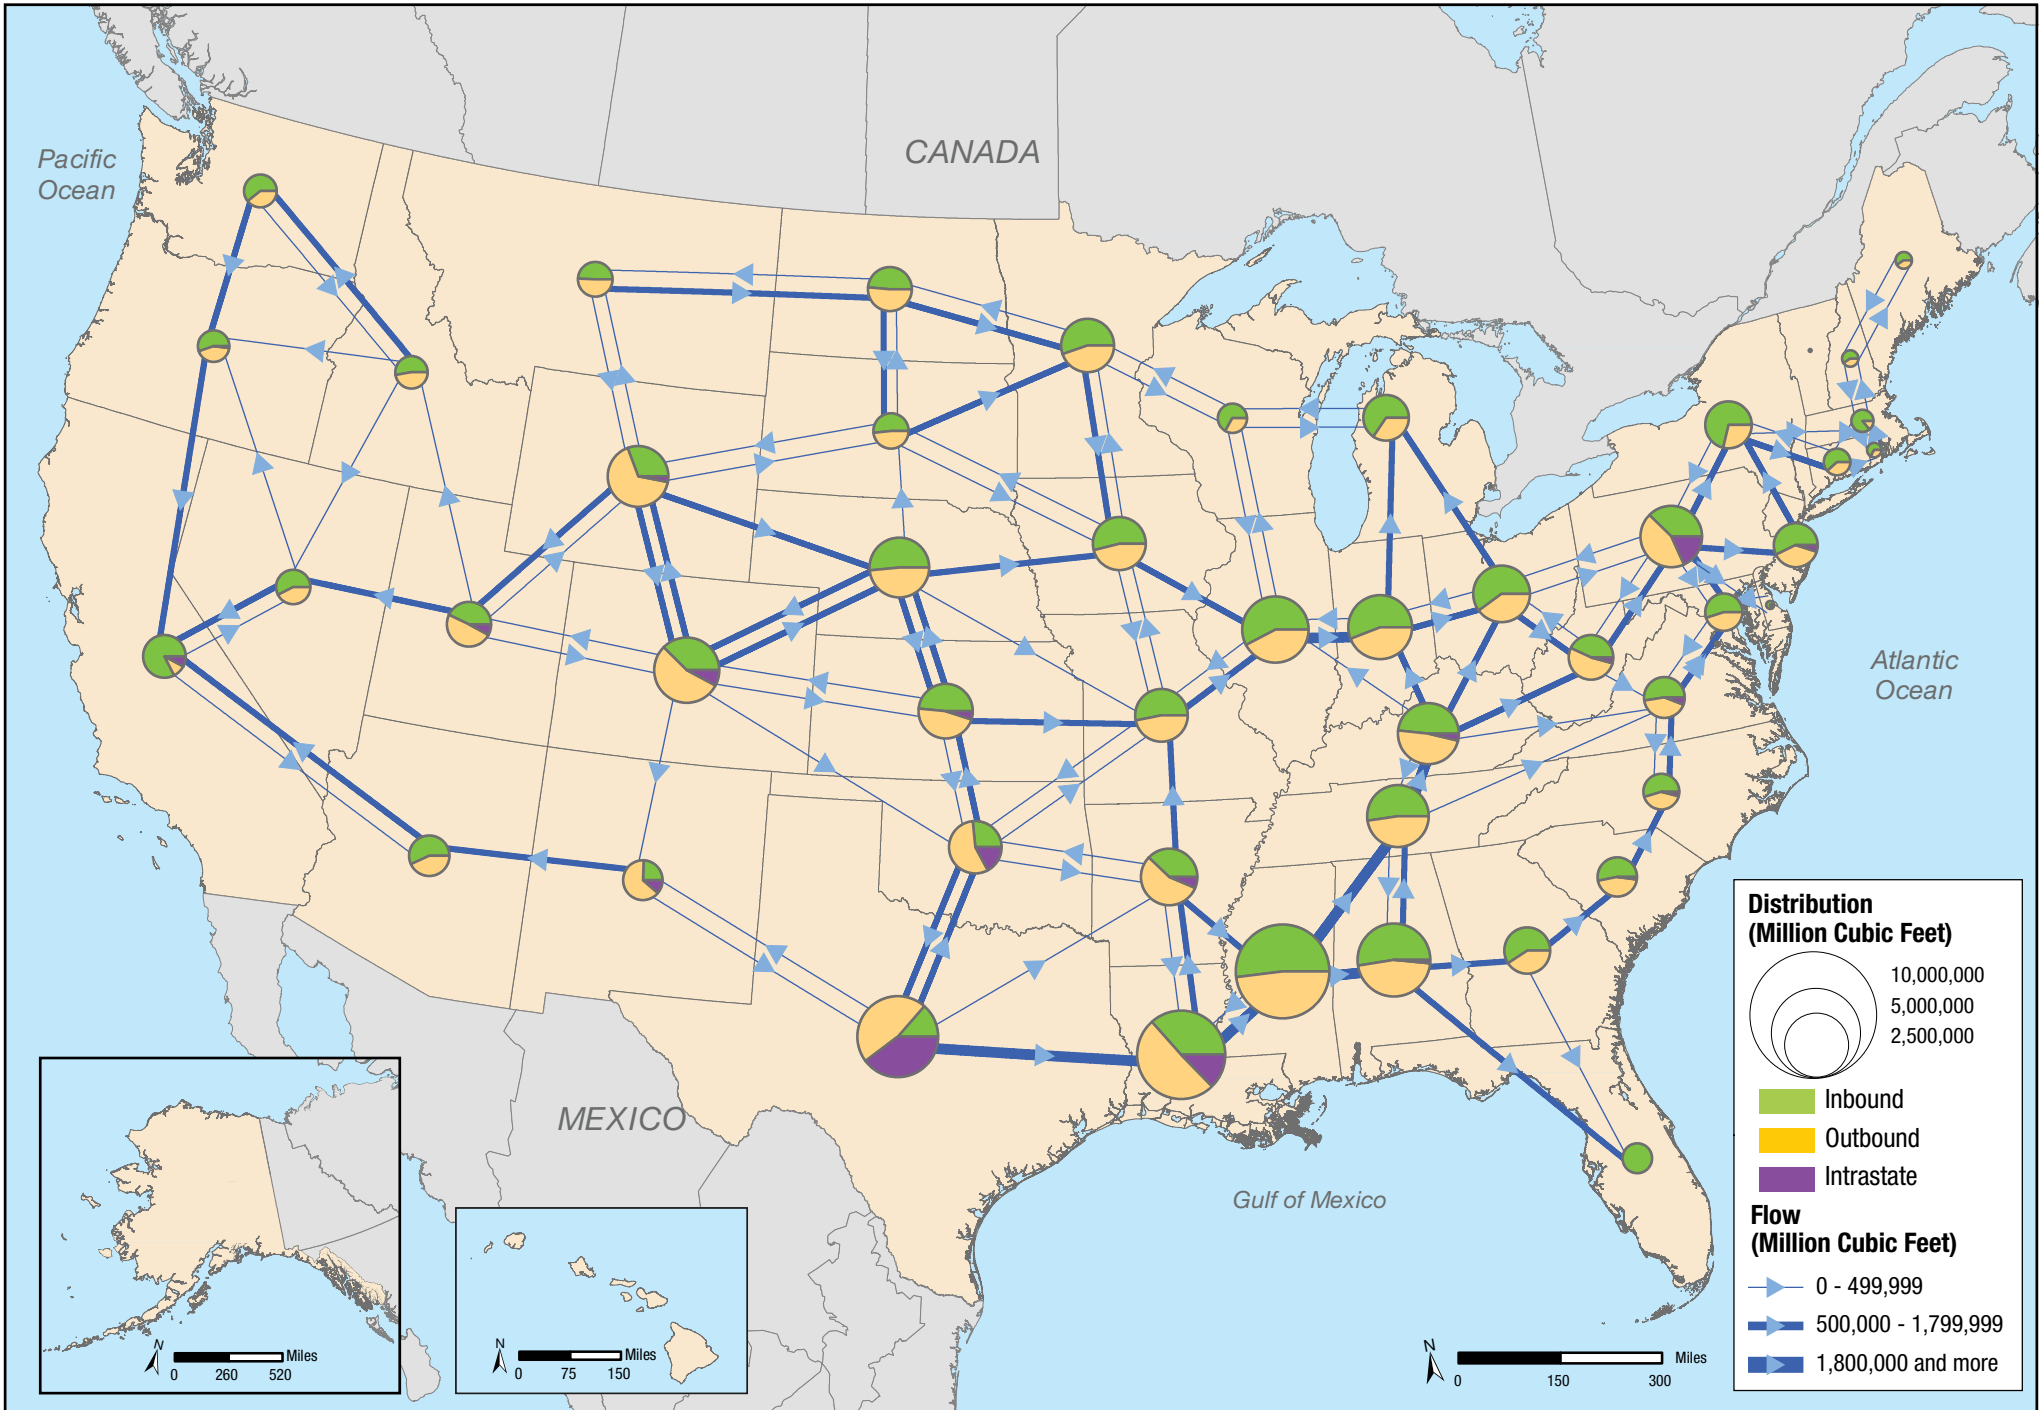 Pacific
Ocean
CANADA
Atlantic
Ocean
MEXICO
Gulf of Mexico
N
Miles
0 260 520
N
Miles
0 75 150
N
Miles
0 150 300
Distribution
(Million Cubic Feet)
10,000,000
5,000,000
2,500,000
Inbound
Outbound
Intrastate
Flow
(Million Cubic Feet)
0 - 499,999
500,000 - 1,799,999
1,800,000 and more